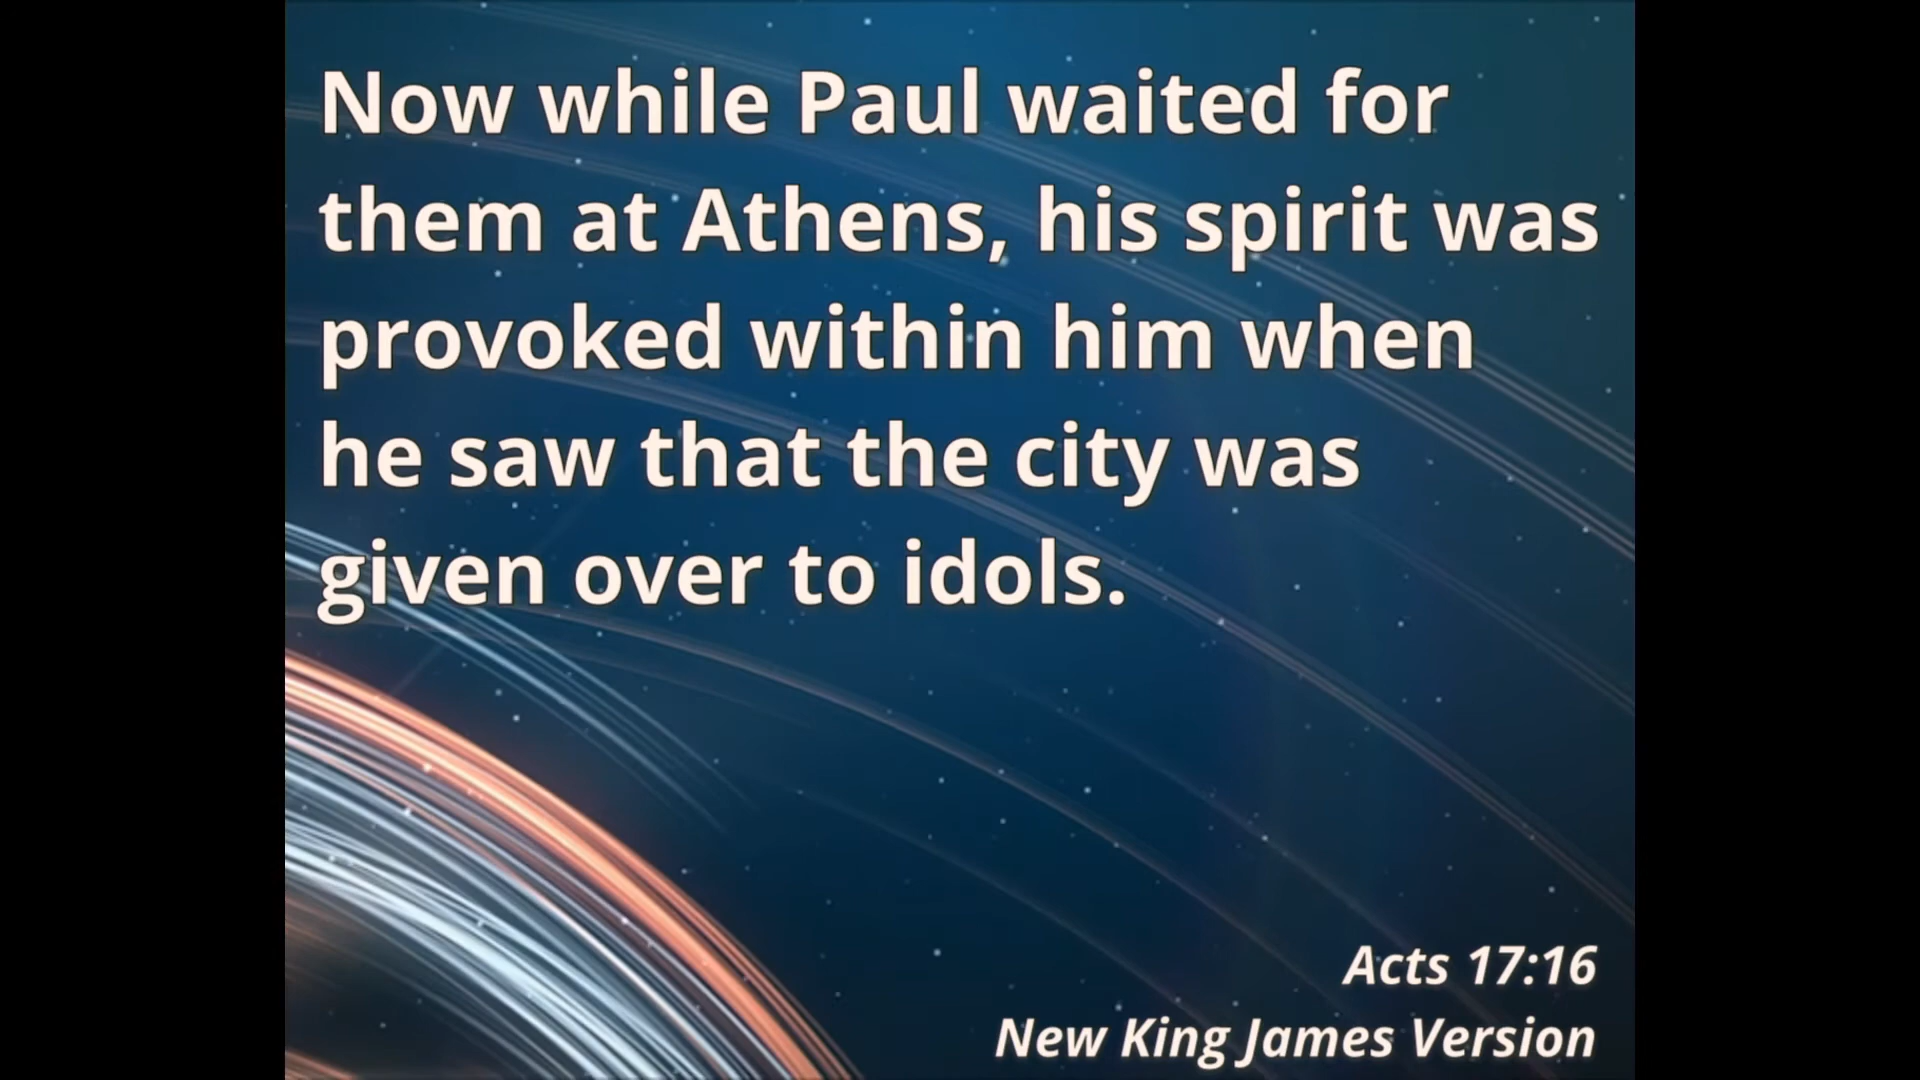 Now while Paul waited for
them at Athens, his spirit was
provoked within him when
he saw that the city was
given over to idols.
Acts 17:16
New King James Version